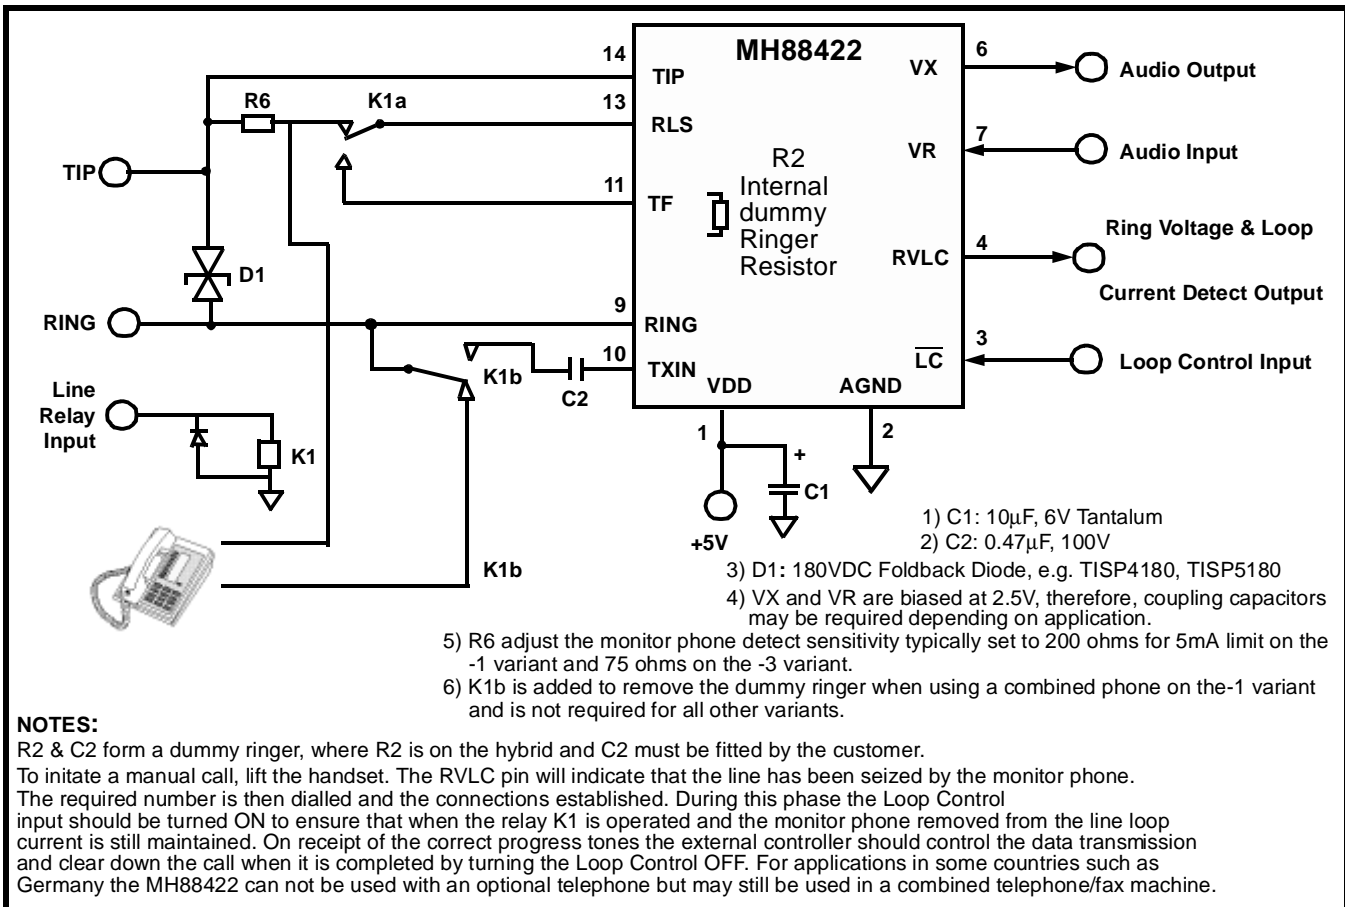 MH88422
14
TIP
R6
K1a
13
RLS
TIP
11
TF
R2
Internal
dummy
Ringer
Resistor
VX
6
Audio Output
VR
7
Audio Input
Ring Voltage & Loop
RVLC
4
Current Detect Output
3
LC
Loop Control Input
D1
RING
9
RING
10
TXIN
K1b
C2
VDD
AGND
Line
Relay
Input
K1
1
2
+
C1
+5V
K1b
1) C1: 10μF, 6V Tantalum
2) C2: 0.47μF, 100V
3) D1: 180VDC Foldback Diode, e.g. TISP4180, TISP5180
4) VX and VR are biased at 2.5V, therefore, coupling capacitors
may be required depending on application.
5) R6 adjust the monitor phone detect sensitivity typically set to 200 ohms for 5mA limit on the
-1 variant and 75 ohms on the -3 variant.
6) K1b is added to remove the dummy ringer when using a combined phone on the-1 variant
and is not required for all other variants.
NOTES:
R2 & C2 form a dummy ringer, where R2 is on the hybrid and C2 must be fitted by the customer.
To initate a manual call, lift the handset. The RVLC pin will indicate that the line has been seized by the monitor phone.
The required number is then dialled and the connections established. During this phase the Loop Control
input should be turned ON to ensure that when the relay K1 is operated and the monitor phone removed from the line loop
current is still maintained. On receipt of the correct progress tones the external controller should control the data transmission
and clear down the call when it is completed by turning the Loop Control OFF. For applications in some countries such as
Germany the MH88422 can not be used with an optional telephone but may still be used in a combined telephone/fax machine.